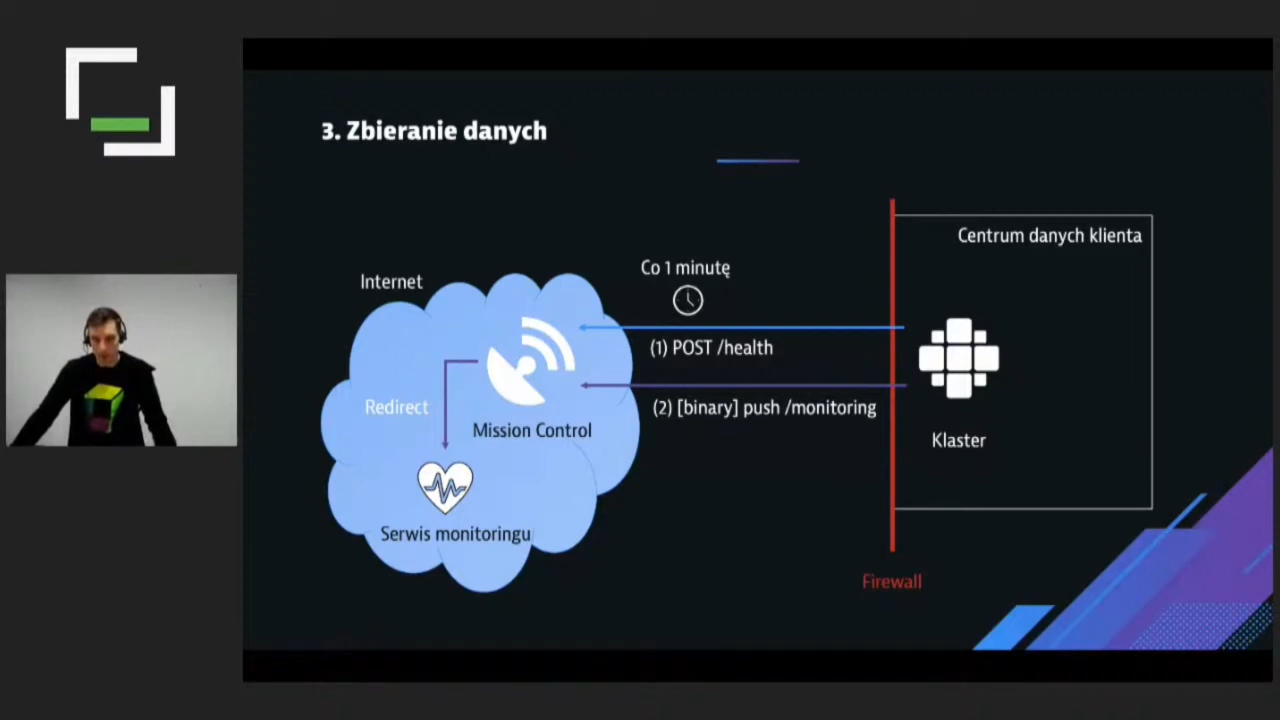 3. Zbieranie danych
Centrum danych klienta
Co 1 minutę
Internet
(1) POST /health
Redirect
(2) [binary] push /monitoring
Mission Control
Klaster
Serwis monitoringu
Firewall